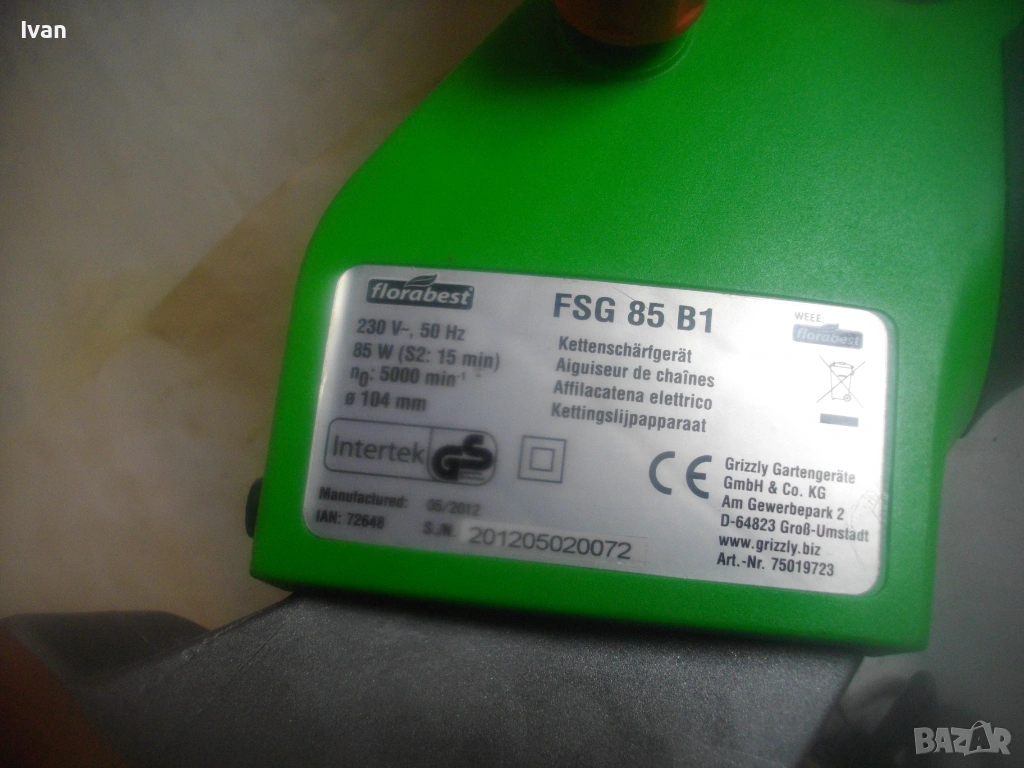 Ivan
florabest
230 V~, 50 Hz
85 W (S2: 15 min)
n0: 5000 min-1
ø 104 mm
Intertek GS
Manufactured: 05/2012
IAN: 72648 S.N. 201205020072
FSG 85 B1
Kettenschärfgerät
Aiguiseur de chaînes
Affilacatena elettrico
Kettingslijpapparaat
WEEE:
florabest
CE
Grizzly Gartengeräte
GmbH & Co. KG
Am Gewerbepark 2
D-64823 Groß-Umstadt
www.grizzly.biz
Art.-Nr. 75019723
BAZAR